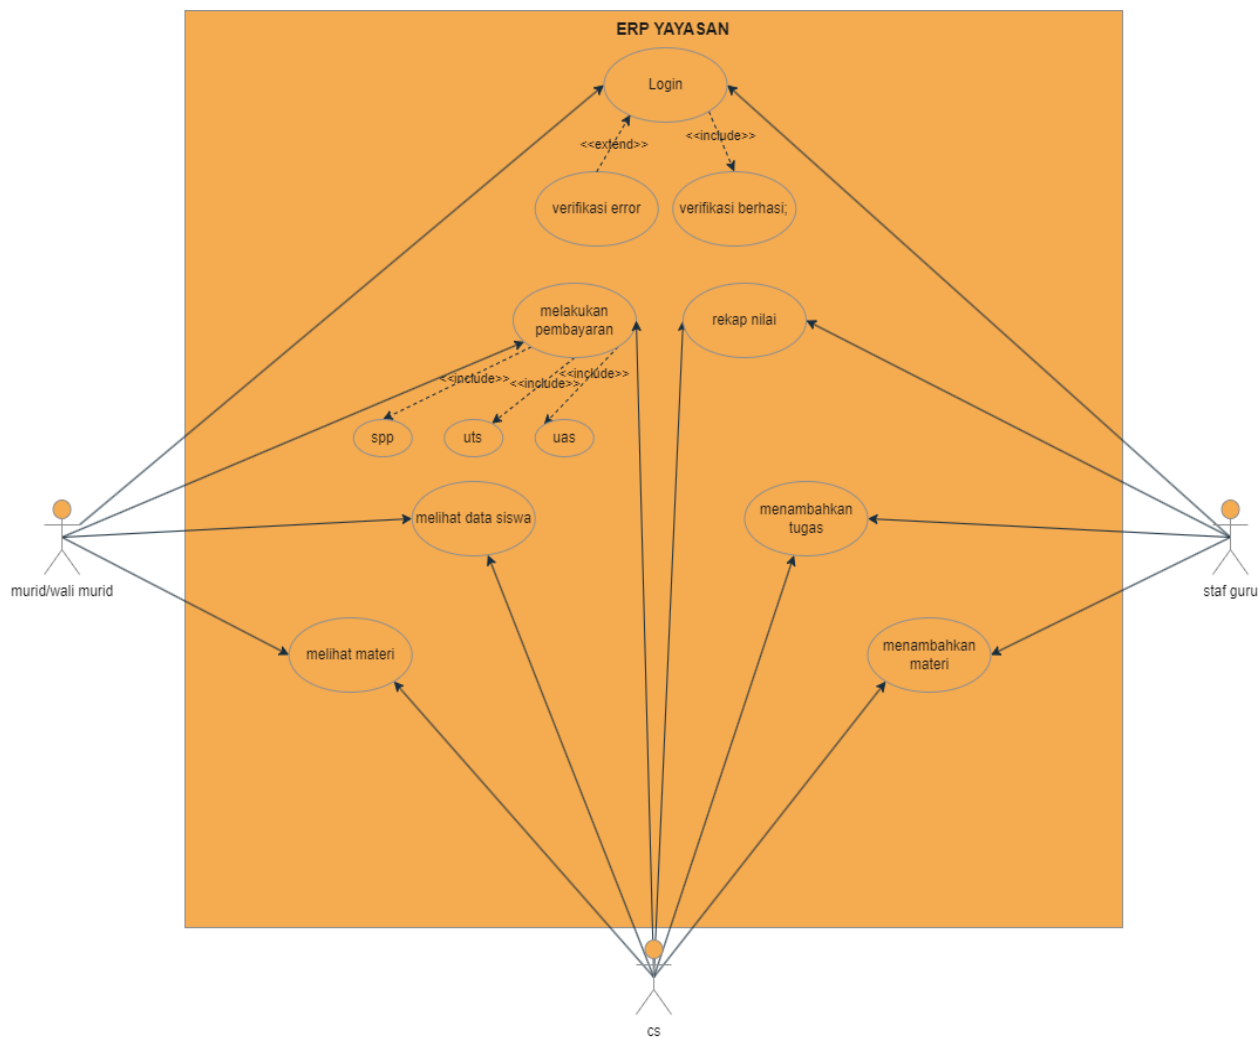 ERP YAYASAN
Login
<<extend>>
<<include>>
verifikasi error
verifikasi berhasi;
melakukan
pembayaran
rekap nilai
<<include>>
<<include>>
<<include>>
spp
uts
uas
melihat data siswa
menambahkan
tugas
murid/wali murid
staf guru
melihat materi
menambahkan
materi
cs